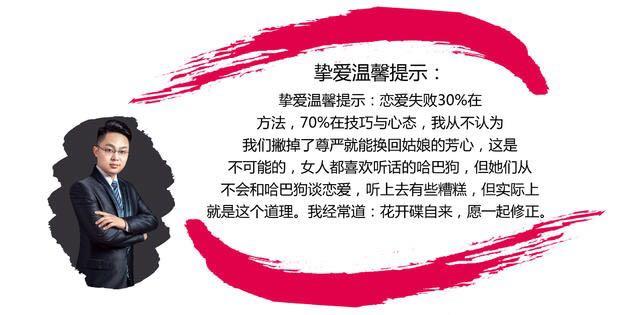 挚爱温馨提示：
挚爱温馨提示：恋爱失败30%在
方法，70%在技巧与心态，我从不认为
我们撇掉了尊严就能换回姑娘的芳心，这是
不可能的，女人都喜欢听话的哈巴狗，但她们从
不会和哈巴狗谈恋爱，听上去有些糟糕，但实际上
就是这个道理。我经常道：花开碟自来，愿一起修正。